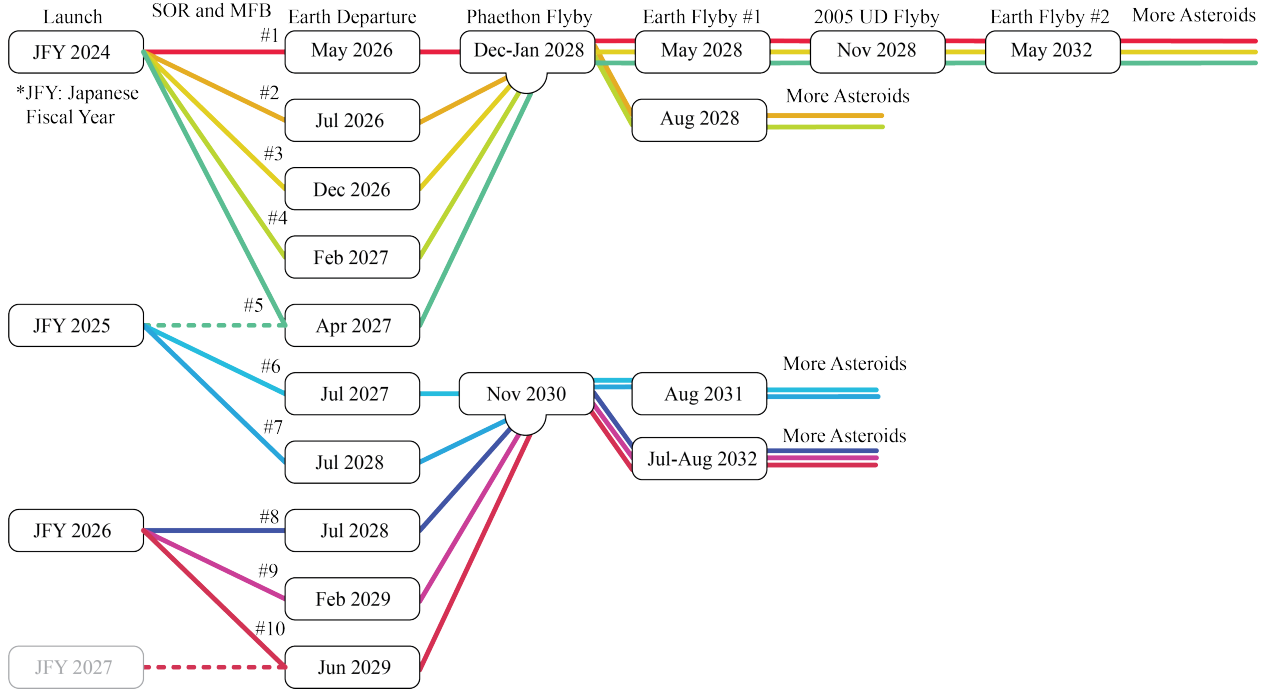 Launch
SOR and MFB
Earth Departure
Phaethon Flyby
Earth Flyby #1
2005 UD Flyby
Earth Flyby #2
More Asteroids
JFY 2024
#1
May 2026
Dec-Jan 2028
May 2028
Nov 2028
May 2032
*JFY: Japanese
Fiscal Year
#2
Jul 2026
More Asteroids
Aug 2028
#3
Dec 2026
#4
Feb 2027
JFY 2025
#5
Apr 2027
#6
Jul 2027
Nov 2030
Aug 2031
More Asteroids
#7
Jul 2028
Jul-Aug 2032
More Asteroids
JFY 2026
#8
Jul 2028
#9
Feb 2029
#10
JFY 2027
Jun 2029